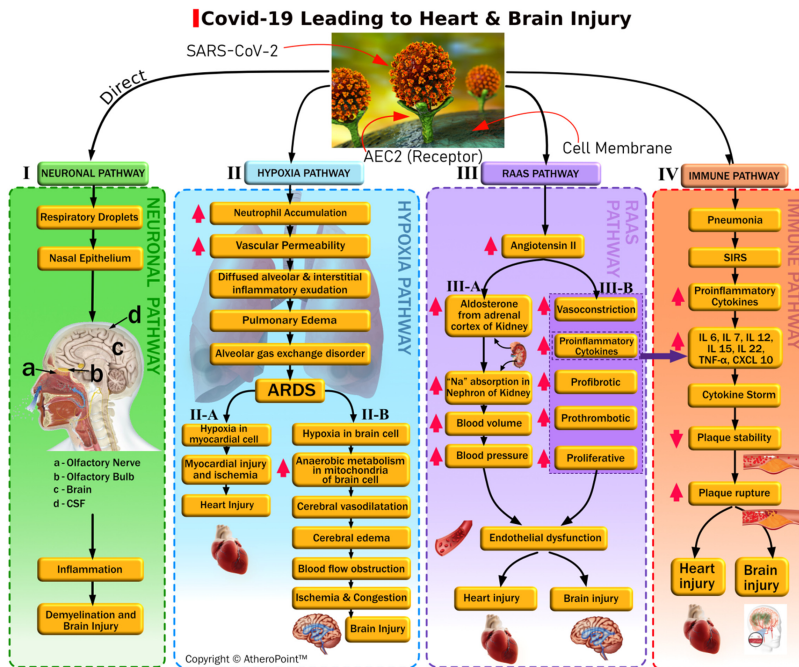 Covid-19 Leading to Heart & Brain Injury
SARS-CoV-2
Direct
AEC2 (Receptor)
Cell Membrane
I
NEURONAL PATHWAY
II
HYPOXIA PATHWAY
III
RAAS PATHWAY
IV
IMMUNE PATHWAY
NEURONAL PATHWAY
Respiratory Droplets
Nasal Epithelium
d
c
a
b
a - Olfactory Nerve
b - Olfactory Bulb
c - Brain
d - CSF
Inflammation
Demyelination and
Brain Injury
HYPOXIA PATHWAY
Neutrophil Accumulation
Vascular Permeability
Diffused alveolar & interstitial
inflammatory exudation
Pulmonary Edema
Alveolar gas exchange disorder
ARDS
II-A
Hypoxia in
myocardial cell
Myocardial injury
and ischemia
Heart Injury
II-B
Hypoxia in brain cell
Anaerobic metabolism
in mitochondria
of brain cell
Cerebral vasodilatation
Cerebral edema
Blood flow obstruction
Ischemia & Congestion
Brain Injury
Copyright © AtheroPoint™
RAAS
PATHWAY
Angiotensin II
III-A
Aldosterone
from adrenal
cortex of Kidney
"Na" absorption in
Nephron of Kidney
Blood volume
Blood pressure
III-B
Vasoconstriction
Proinflammatory
Cytokines
Profibrotic
Prothrombotic
Proliferative
Endothelial dysfunction
Heart injury
Brain injury
IMMUNE PATHWAY
Pneumonia
SIRS
Proinflammatory
Cytokines
IL 6, IL 7, IL 12,
IL 15, IL 22,
TNF-α, CXCL 10
Cytokine Storm
Plaque stability
Plaque rupture
Heart
injury
Brain
injury